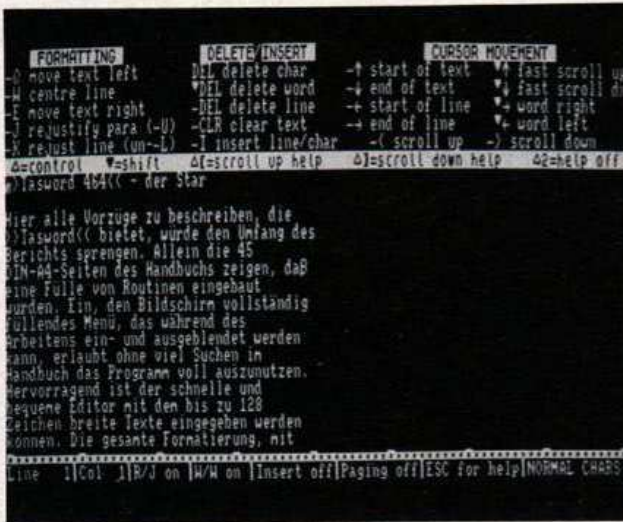 FORMATTING DELETE/INSERT CURSOR MOVEMENT
move text left DEL delete char -↑ start of text ▼↑ fast scroll up
-W centre line ▼DEL delete word -↓ end of text ▼↓ fast scroll
-E move text right -DEL delete line start of line word right
-J rejustify para (-U) -CLR clear text end of line word left
rejust line (un--L) -I insert line/char -( scroll up -) scroll down
△=control ▼=shift △[=scroll up help △]=scroll down help △2=help off
Tasword 464<< - der Star
Hier alle Vorzüge zu beschreiben, die
>>Tasword<< bietet, würde den Umfang des
Berichts sprengen. Allein die 45
DIN-A4-Seiten des Handbuchs zeigen, daß
eine Fülle von Routinen eingebaut
wurden. Ein, den Bildschirm vollständig
füllendes Menü, das während des
Arbeitens ein- und ausgeblendet werden
kann, erlaubt ohne viel Suchen im
Handbuch das Programm voll auszunutzen.
Hervorragend ist der schnelle und
bequeme Editor mit dem bis zu 128
Zeichen breite Texte eingegeben werden
können. Die gesamte Formatierung, mit
Line 1|Col 1|R/J on |W/W on |Insert off|Paging off|ESC for help|NORMAL CHARS